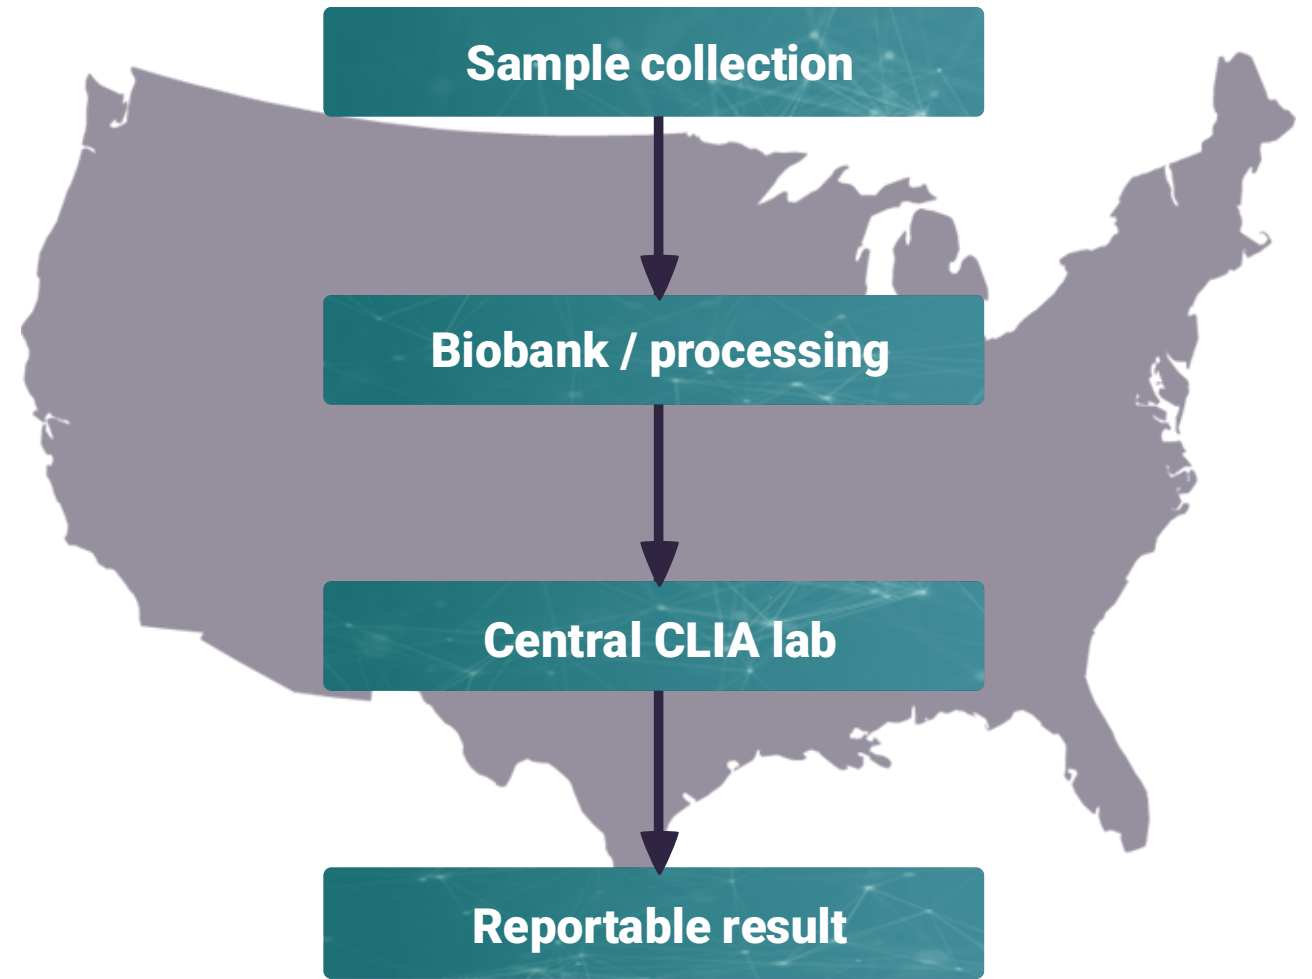 Sample collection
Biobank / processing
Central CLIA lab
Reportable result